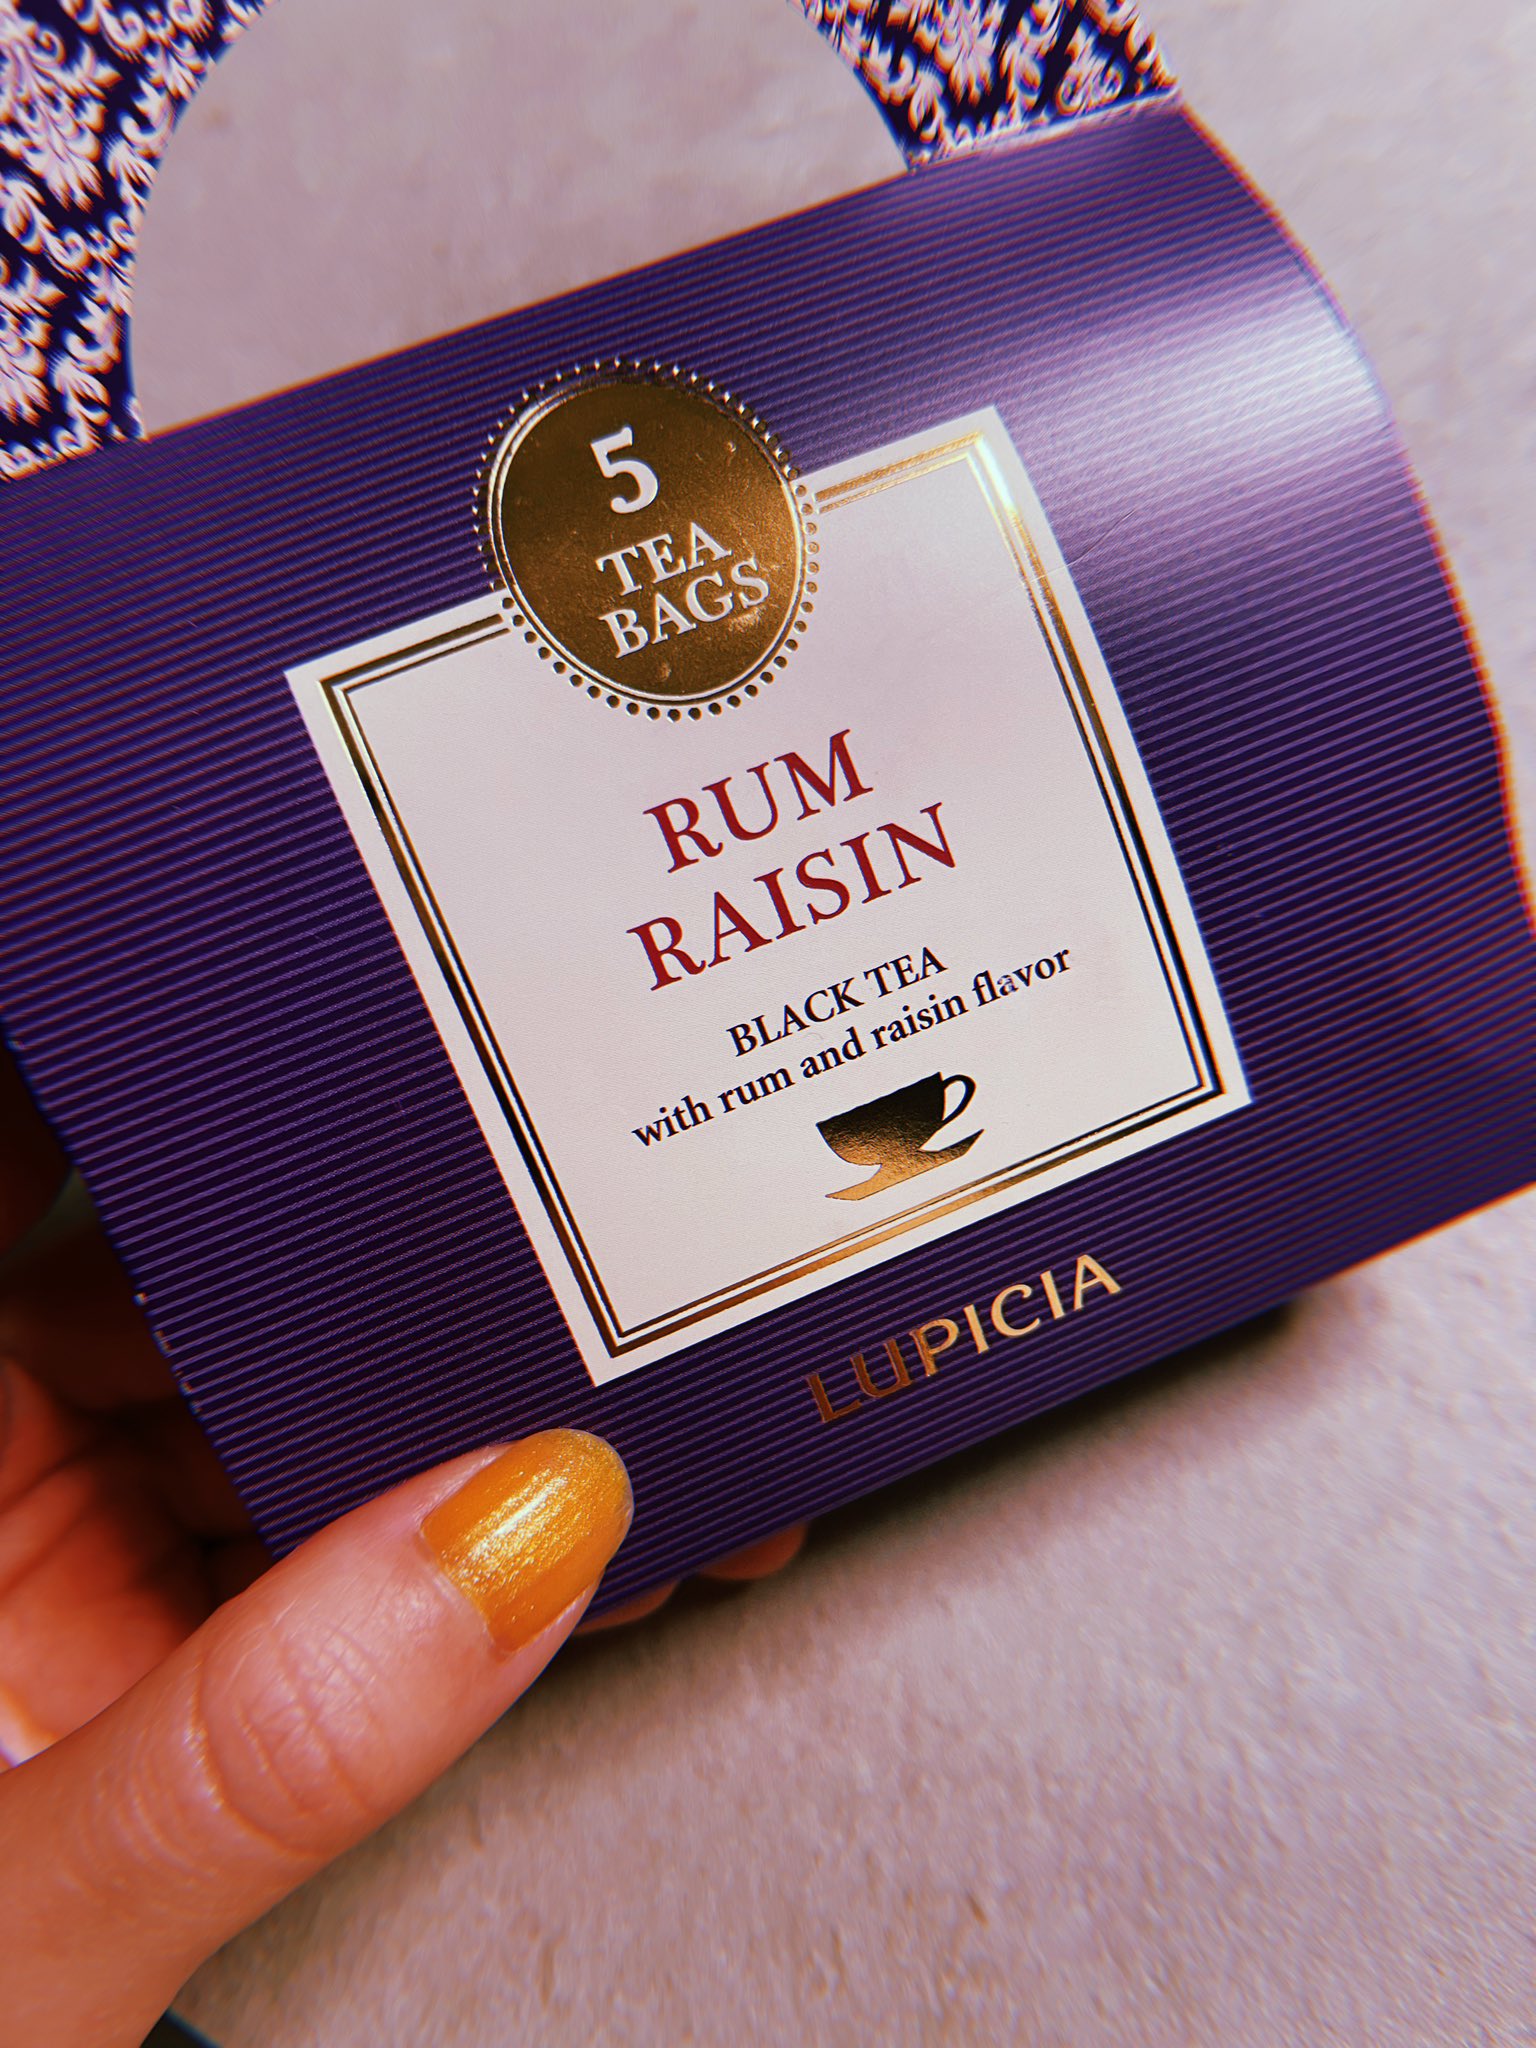 5
TEA
BAGS
RUM
RAISIN
BLACK TEA
with rum and raisin flavor
LUPICIA